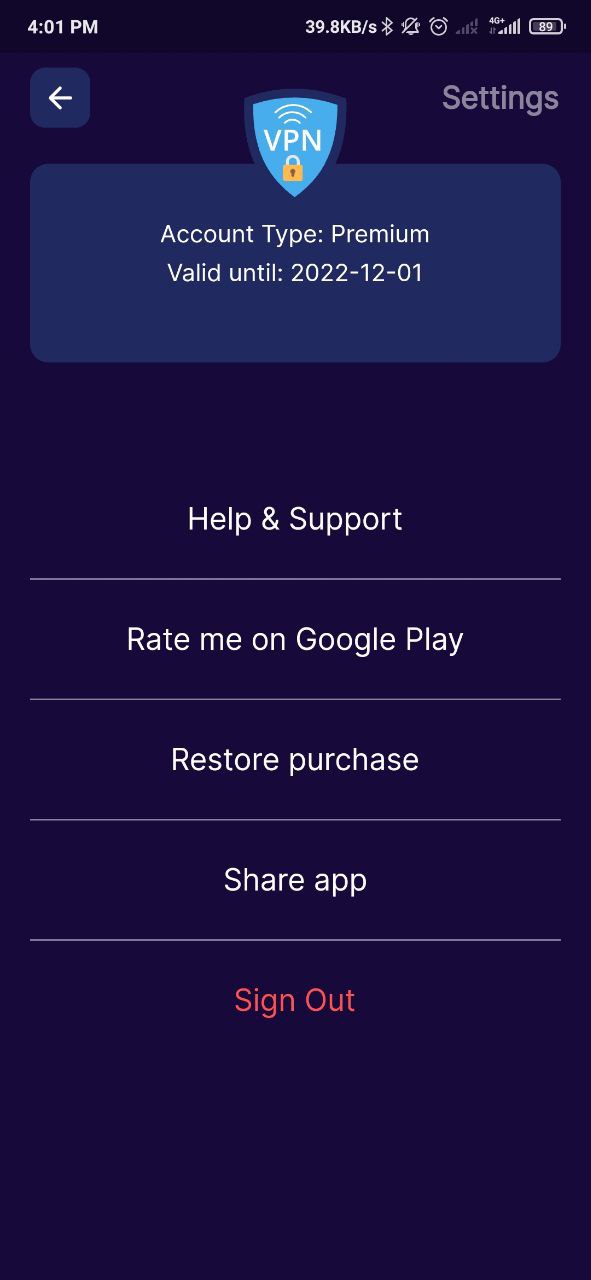 4:01 PM 39.8KB/s 4G+ 89
Settings
VPN
Account Type: Premium
Valid until: 2022-12-01
Help & Support
Rate me on Google Play
Restore purchase
Share app
Sign Out